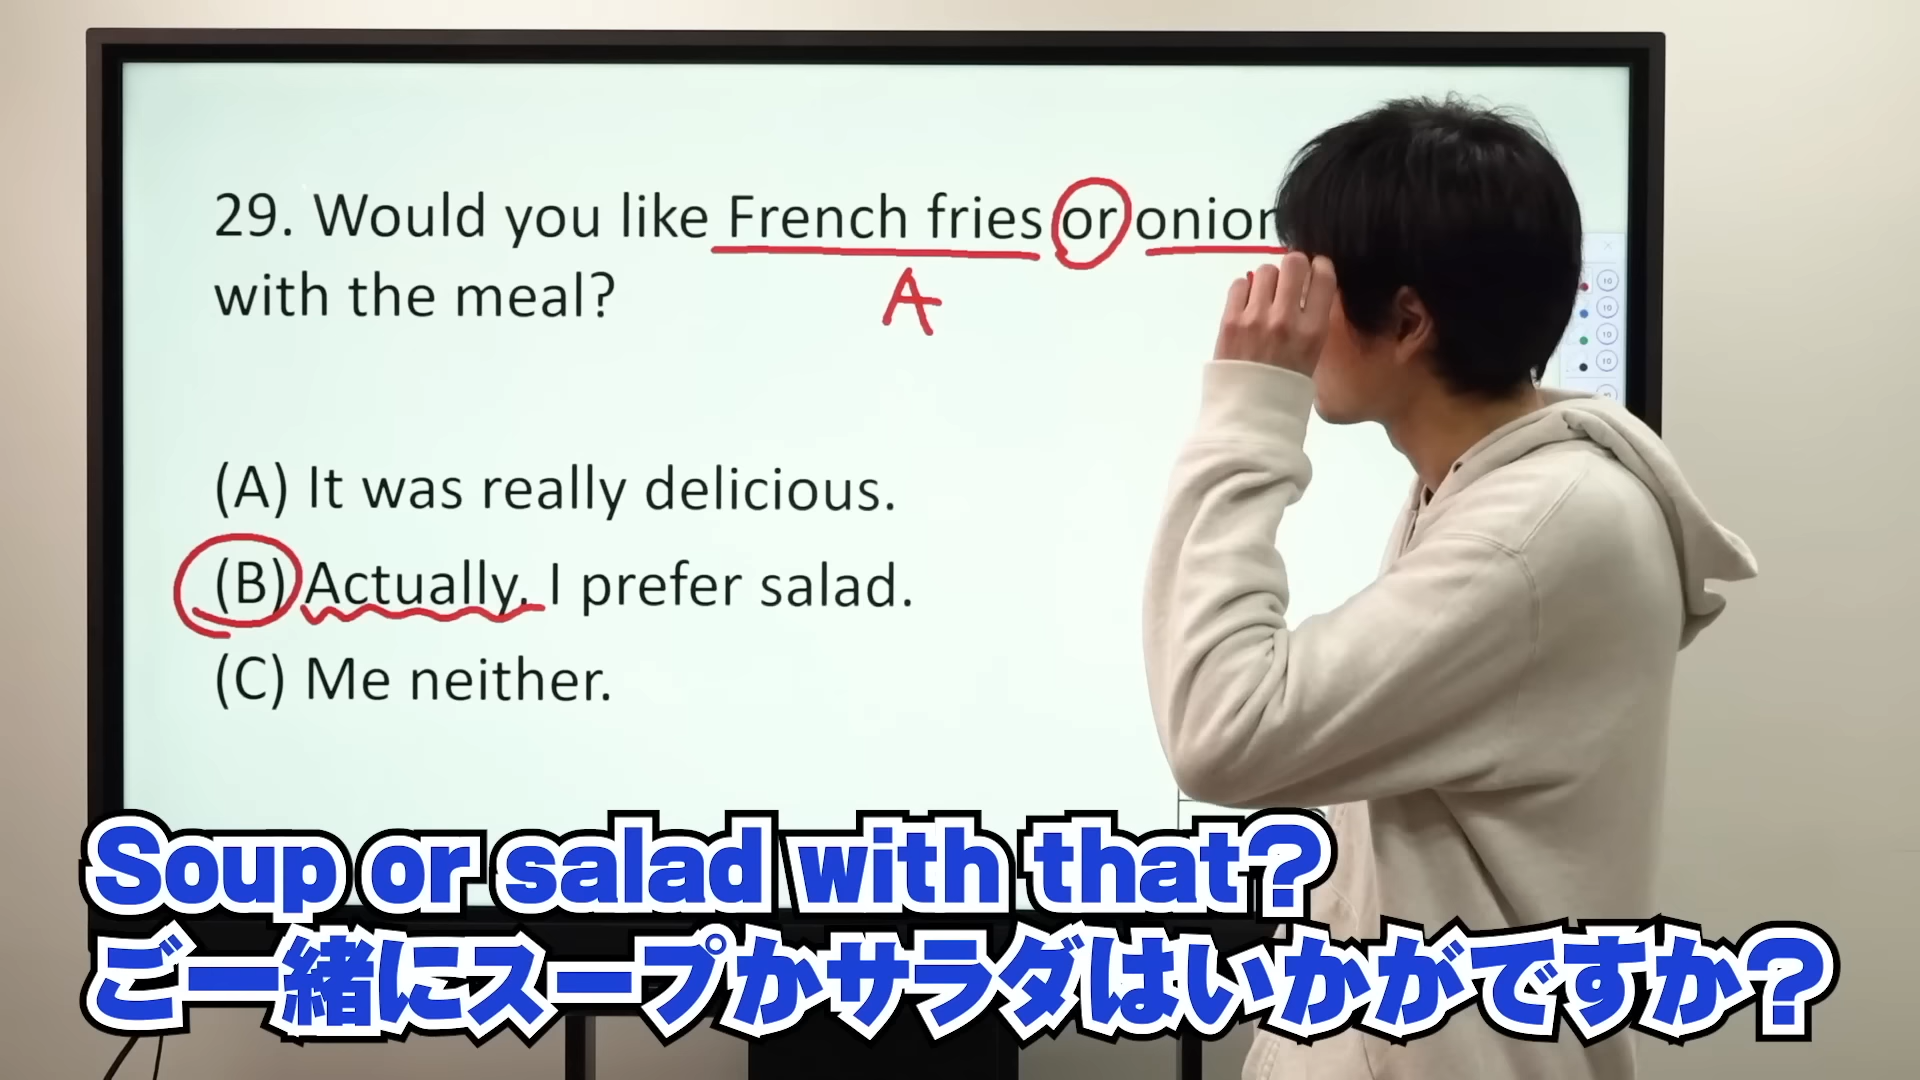 29. Would you like French fries or onion
with the meal?
A
(A) It was really delicious.
(B) Actually, I prefer salad.
(C) Me neither.
Soup or salad with that?
ご一緒にスープかサラダはいかがですか？